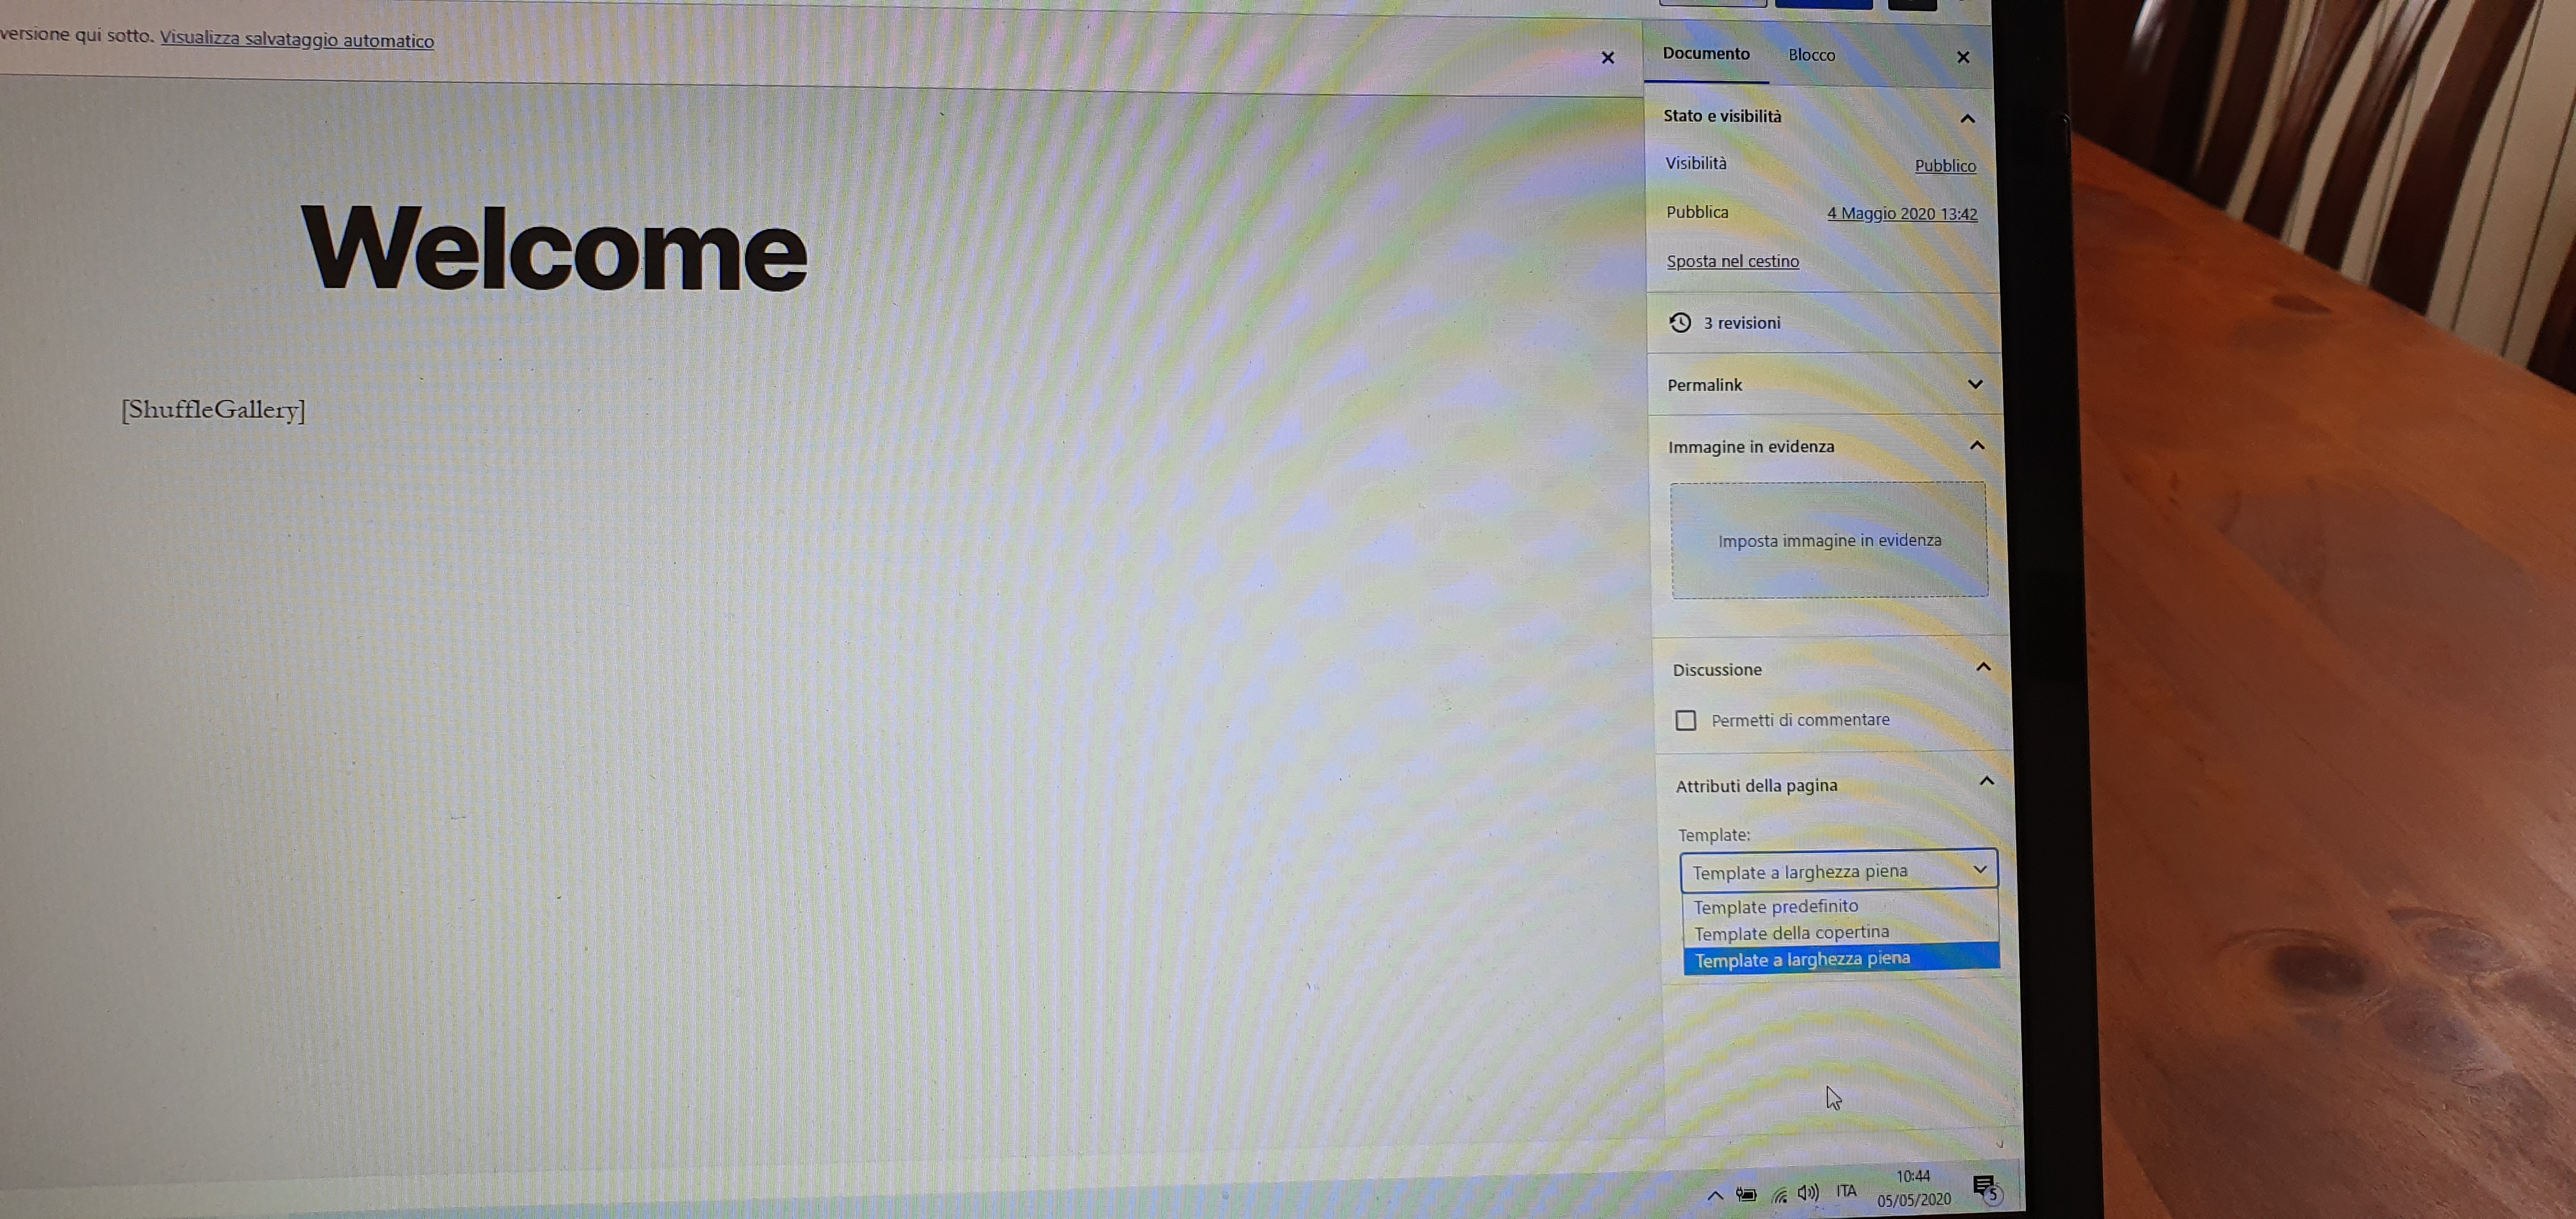 versione qui sotto. Visualizza salvataggio automatico
Welcome
[ShuffleGallery]
Documento
Blocco
Stato e visibilità
Visibilità
Pubblico
Pubblica
4 Maggio 2020 13:42
Sposta nel cestino
3 revisioni
Permalink
Immagine in evidenza
Imposta immagine in evidenza
Discussione
Permetti di commentare
Attributi della pagina
Template:
Template a larghezza piena
Template predefinito
Template della copertina
Template a larghezza piena
ITA
10:44
05/05/2020
5